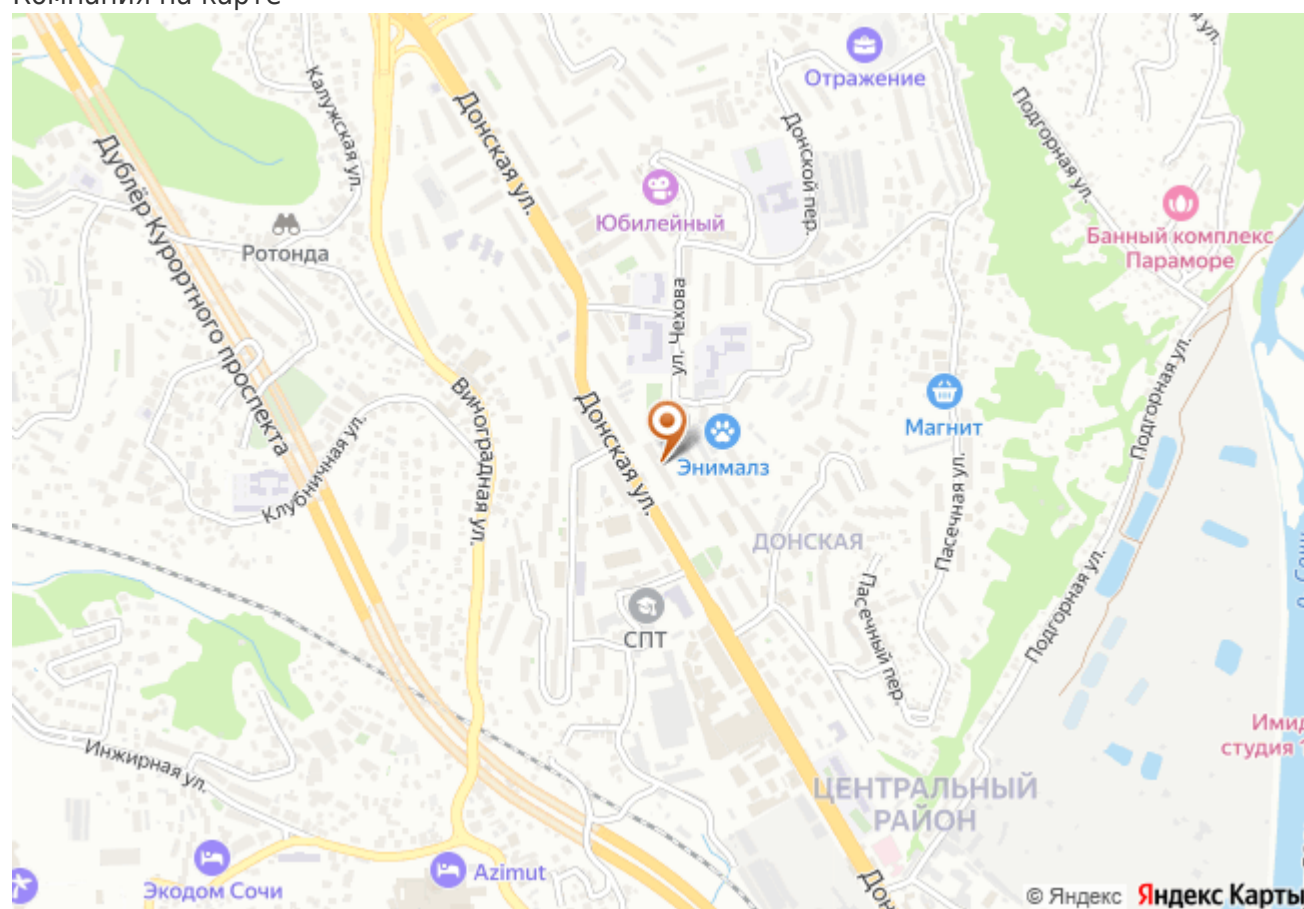 Компания на карте
Отражение
Калужская ул.
Донская ул.
Подгорная ул.
Донской пер.
Дублёр Курортного проспекта
Юбилейный
Ротонда
Банный комплекс
Параморе
ул. Чехова
Виноградная ул.
Донская ул.
Магнит
Подгорная ул.
Энималз
Клубничная ул.
Пасечная ул.
ДОНСКАЯ
Пасечный пер.
Подгорная ул.
СПТ
Инжирная ул.
ЦЕНТРАЛЬНЫЙ
РАЙОН
Экодом Сочи
Azimut
© Яндекс Яндекс Карты